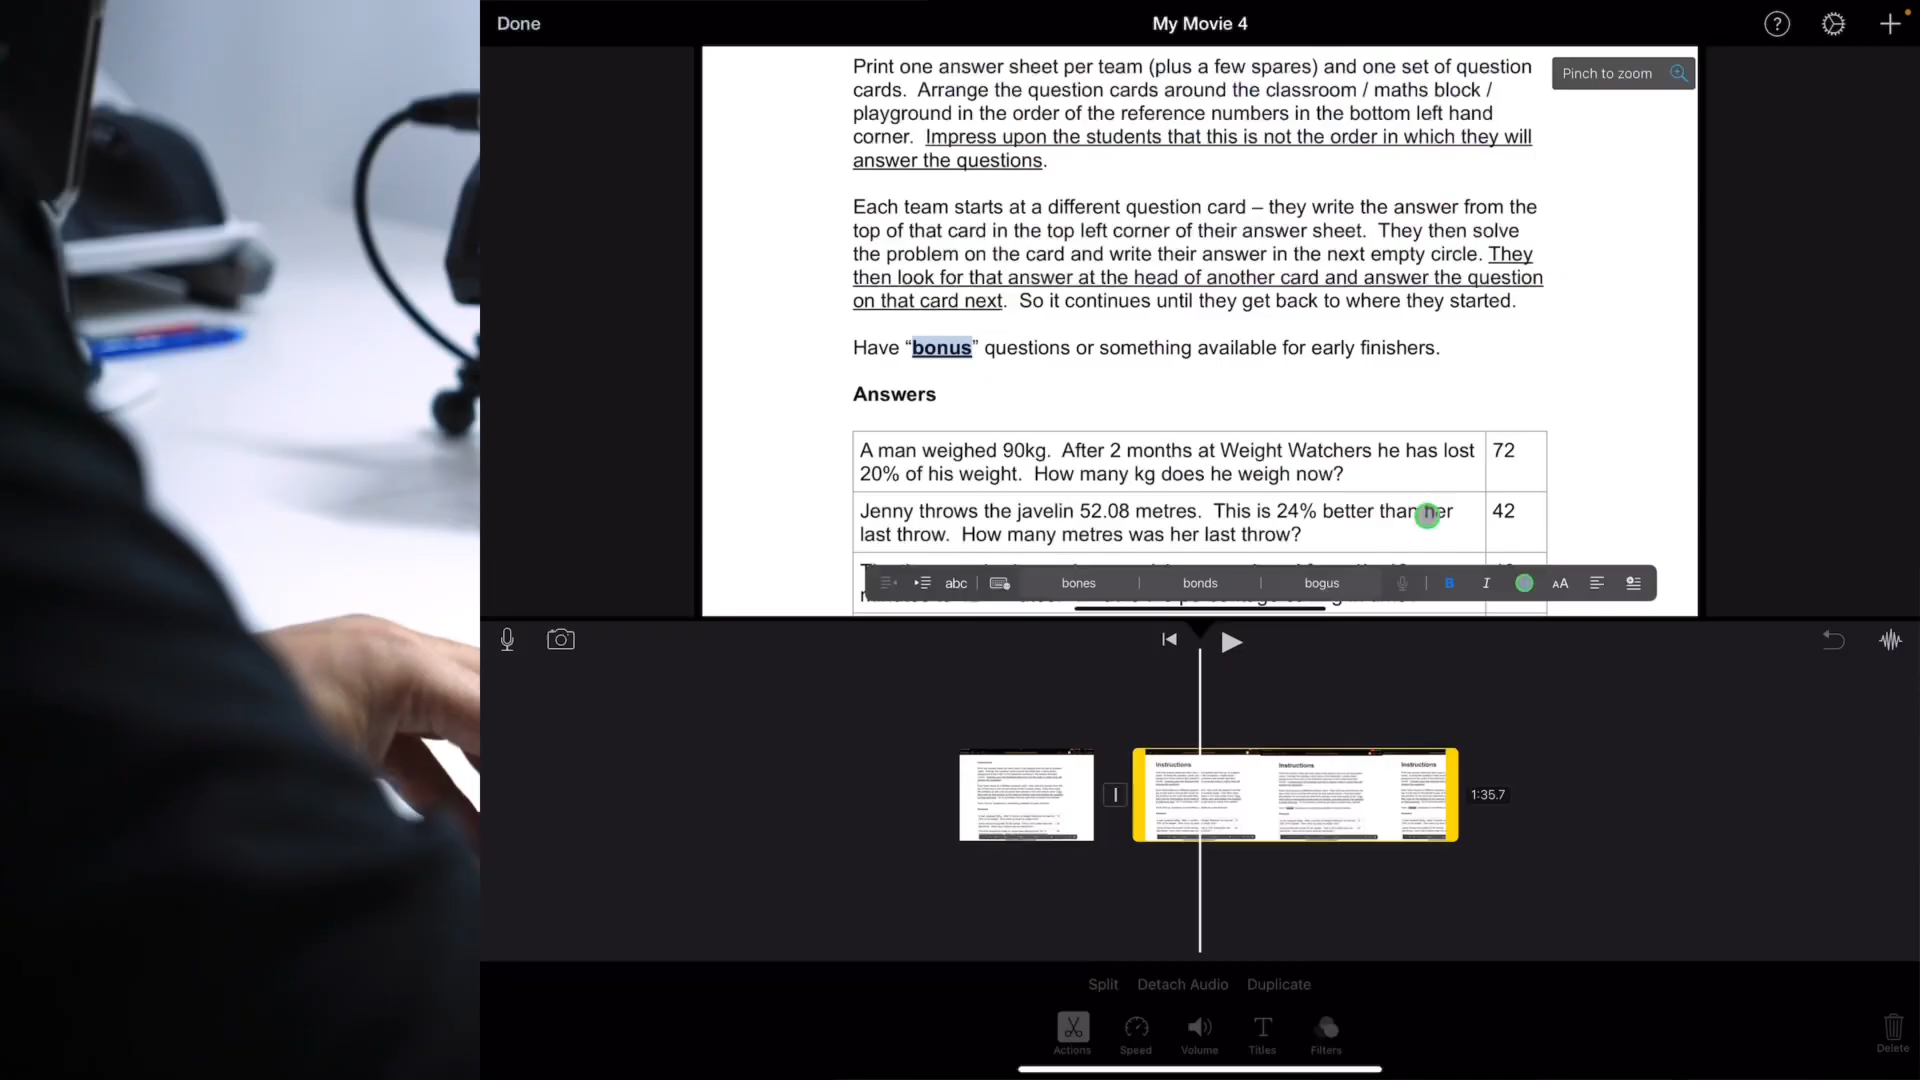 Done
My Movie 4
Print one answer sheet per team (plus a few spares) and one set of question
cards. Arrange the question cards around the classroom / maths block /
playground in the order of the reference numbers in the bottom left hand
corner. Impress upon the students that this is not the order in which they will
answer the questions.
Pinch to zoom
Each team starts at a different question card – they write the answer from the
top of that card in the top left corner of their answer sheet. They then solve
the problem on the card and write their answer in the next empty circle. They
then look for that answer at the head of another card and answer the question
on that card next. So it continues until they get back to where they started.
Have “bonus” questions or something available for early finishers.
Answers
A man weighed 90kg. After 2 months at Weight Watchers he has lost
20% of his weight. How many kg does he weigh now?
72
Jenny throws the javelin 52.08 metres. This is 24% better than her
last throw. How many metres was her last throw?
42
abc
bones
bonds
bogus
B
I
AA
Instructions
Instructions
Instructions
1:35.7
Split
Detach Audio
Duplicate
Actions
Speed
Volume
Titles
Filters
Delete